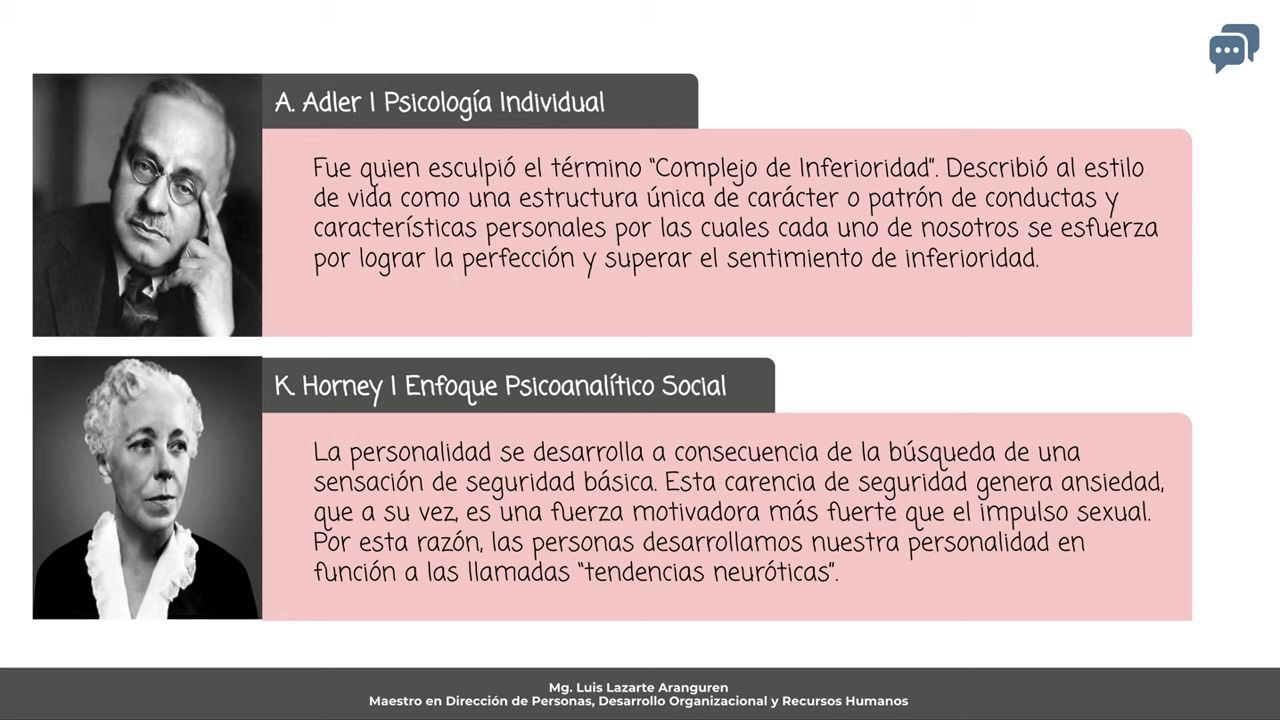 A. Adler | Psicología Individual
Fue quien esculpió el término "Complejo de Inferioridad". Describió al estilo
de vida como una estructura única de carácter o patrón de conductas y
características personales por las cuales cada uno de nosotros se esfuerza
por lograr la perfección y superar el sentimiento de inferioridad.
K. Horney | Enfoque Psicoanalítico Social
La personalidad se desarrolla a consecuencia de la búsqueda de una
sensación de seguridad básica. Esta carencia de seguridad genera ansiedad,
que a su vez, es una fuerza motivadora más fuerte que el impulso sexual.
Por esta razón, las personas desarrollamos nuestra personalidad en
función a las llamadas "tendencias neuróticas".
Mg. Luis Lazarte Aranguren
Maestro en Dirección de Personas, Desarrollo Organizacional y Recursos Humanos